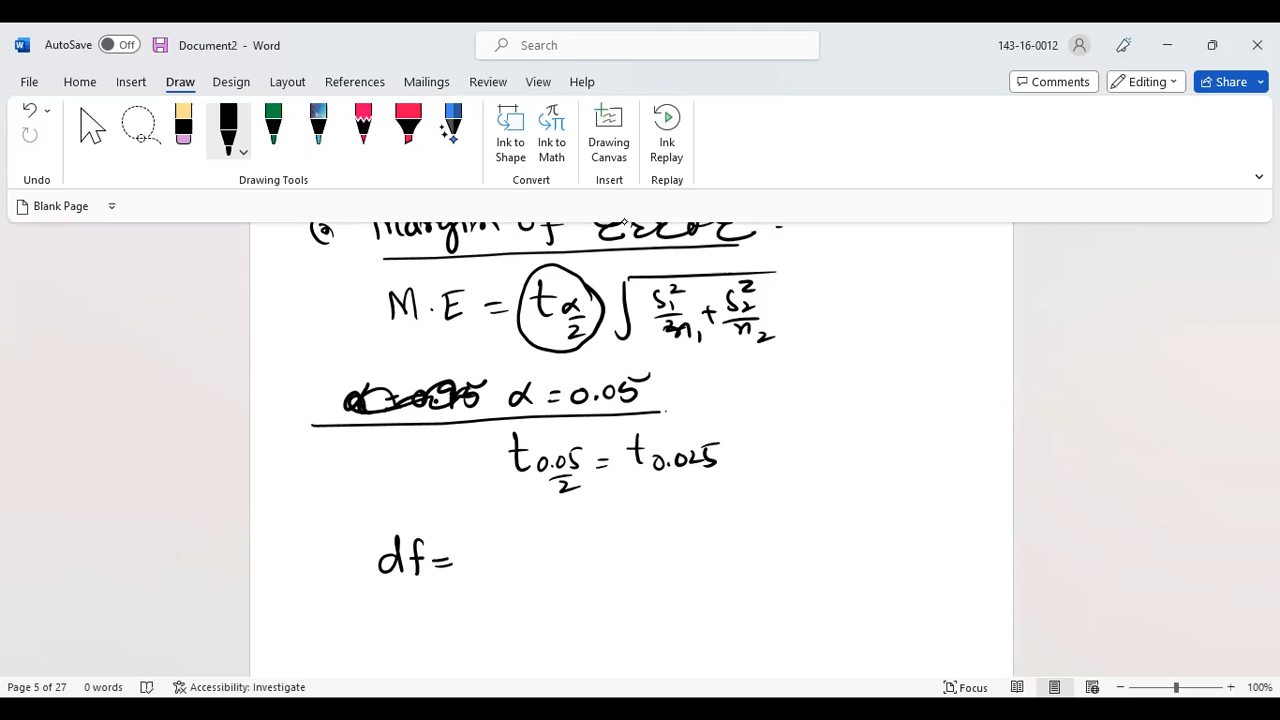 AutoSave Off Document2 - Word Search 143-16-0012
File Home Insert Draw Design Layout References Mailings Review View Help Comments Editing Share
Ink to Shape Ink to Math Drawing Canvas Ink Replay
Undo Drawing Tools Convert Insert Replay
Blank Page
Margin of Error :
M.E = t α/2 √ S₁²/n₁ + S₂²/n₂
α = 0.05
t 0.05/2 = t 0.025
df =
Page 5 of 27 0 words Accessibility: Investigate Focus 100%